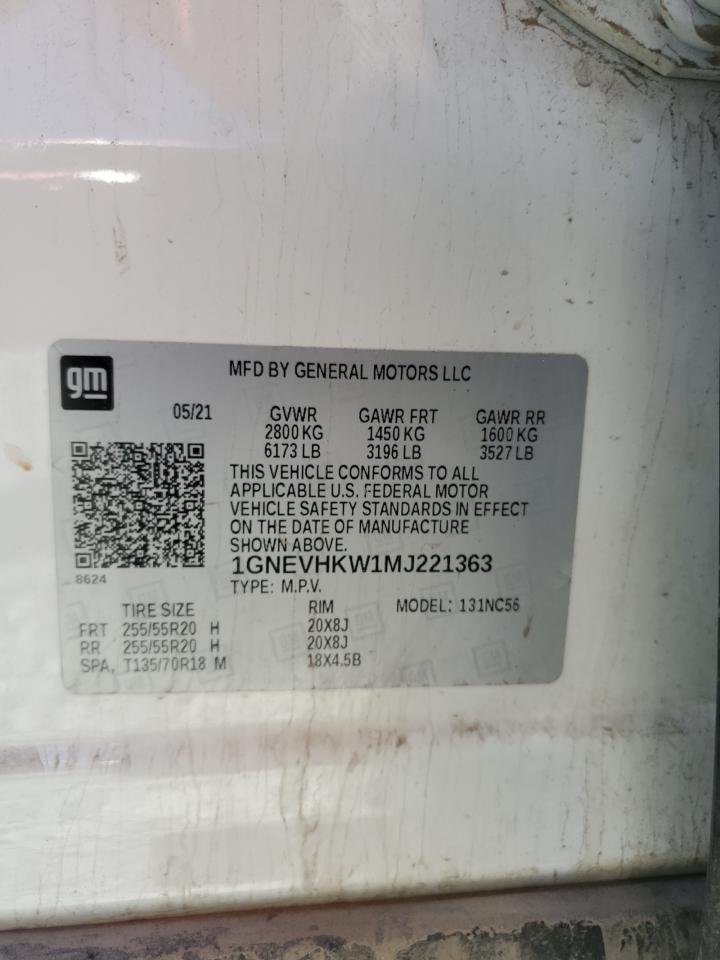 gm
MFD BY GENERAL MOTORS LLC
05/21 GVWR GAWR FRT GAWR RR
2800 KG 1450 KG 1600 KG
6173 LB 3196 LB 3527 LB
THIS VEHICLE CONFORMS TO ALL
APPLICABLE U.S. FEDERAL MOTOR
VEHICLE SAFETY STANDARDS IN EFFECT
ON THE DATE OF MANUFACTURE
SHOWN ABOVE.
1GNEVHKW1MJ221363
8624
TYPE: M.P.V.
TIRE SIZE RIM MODEL: 131NC56
FRT 255/55R20 H 20X8J
RR 255/55R20 H 20X8J
SPA. T135/70R18 M 18X4.5B